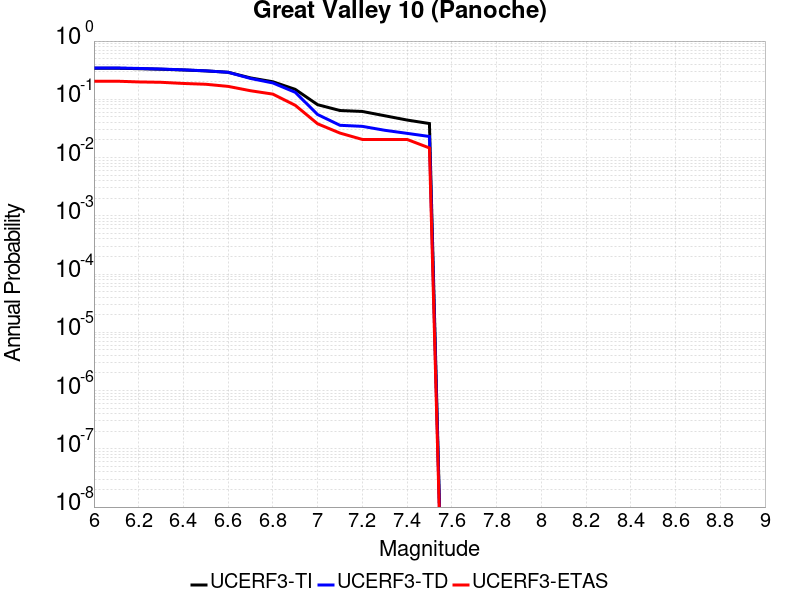 Great Valley 10 (Panoche)
10^0
10^-1
10^-2
10^-3
10^-4
10^-5
10^-6
10^-7
10^-8
Annual Probability
6 6.2 6.4 6.6 6.8 7 7.2 7.4 7.6 7.8 8 8.2 8.4 8.6 8.8 9
Magnitude
UCERF3-TI UCERF3-TD UCERF3-ETAS